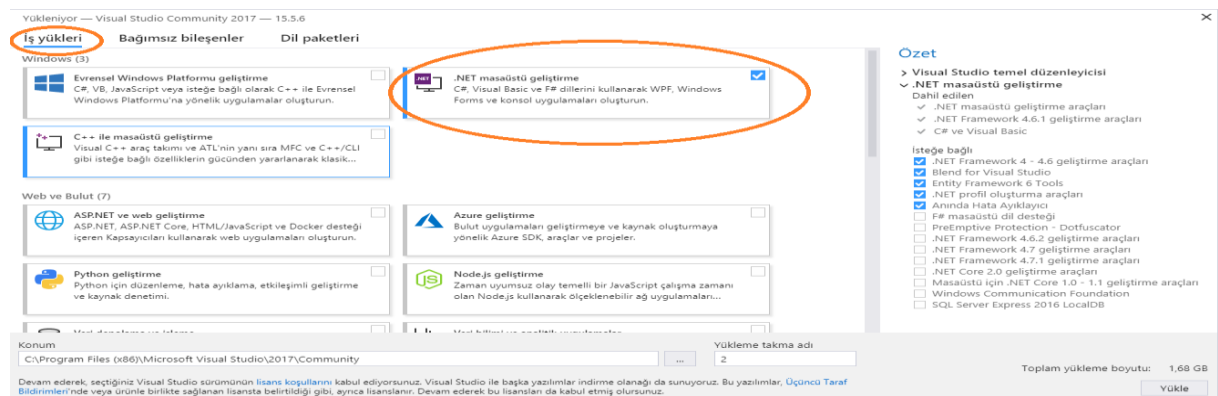 Yükleniyor — Visual Studio Community 2017 — 15.5.6
İş yükleri Bağımsız bileşenler Dil paketleri
Windows (3)
Evrensel Windows Platformu geliştirme
C#, VB, JavaScript veya isteğe bağlı olarak C++ ile Evrensel
Windows Platformu'na yönelik uygulamalar oluşturun.
.NET masaüstü geliştirme
C#, Visual Basic ve F# dillerini kullanarak WPF, Windows
Forms ve konsol uygulamaları oluşturun.
C++ ile masaüstü geliştirme
Visual C++ araç takımı ve ATL'nin yanı sıra MFC ve C++/CLI
gibi isteğe bağlı özelliklerin gücünden yararlanarak klasik...
Web ve Bulut (7)
ASP.NET ve web geliştirme
ASP.NET, ASP.NET Core, HTML/JavaScript ve Docker desteği
içeren Kapsayıcıları kullanarak web uygulamaları oluşturun.
Azure geliştirme
Bulut uygulamaları geliştirmeye ve kaynak oluşturmaya
yönelik Azure SDK, araçlar ve projeler.
Python geliştirme
Python için düzenleme, hata ayıklama, etkileşimli geliştirme
ve kaynak denetimi.
Node.js geliştirme
Zaman uyumsuz olay temelli bir JavaScript çalışma zamanı
olan Node.js kullanarak ölçeklenebilir ağ uygulamaları...
Özet
Visual Studio temel düzenleyicisi
.NET masaüstü geliştirme
Dahil edilen
.NET masaüstü geliştirme araçları
.NET Framework 4.6.1 geliştirme araçları
C# ve Visual Basic
İsteğe bağlı
.NET Framework 4 - 4.6 geliştirme araçları
Blend for Visual Studio
Entity Framework 6 Tools
.NET profil oluşturma araçları
Anında Hata Ayıklayıcı
F# masaüstü dil desteği
PreEmptive Protection - Dotfuscator
.NET Framework 4.6.2 geliştirme araçları
.NET Framework 4.7 geliştirme araçları
.NET Framework 4.7.1 geliştirme araçları
.NET Core 2.0 geliştirme araçları
Masaüstü için .NET Core 1.0 - 1.1 geliştirme araçları
Windows Communication Foundation
SQL Server Express 2016 LocalDB
Konum
C:\Program Files (x86)\Microsoft Visual Studio\2017\Community
...
Yükleme takma adı
2
Toplam yükleme boyutu: 1,68 GB
Devam ederek, seçtiğiniz Visual Studio sürümünün lisans koşullarını kabul ediyorsunuz. Visual Studio ile başka yazılımlar indirme olanağı da sunuyoruz. Bu yazılımlar, Üçüncü Taraf
Bildirimleri'nde veya ürünle birlikte sağlanan lisansta belirtildiği gibi, ayrıca lisanslanır. Devam ederek bu lisansları da kabul etmiş olursunuz.
Yükle